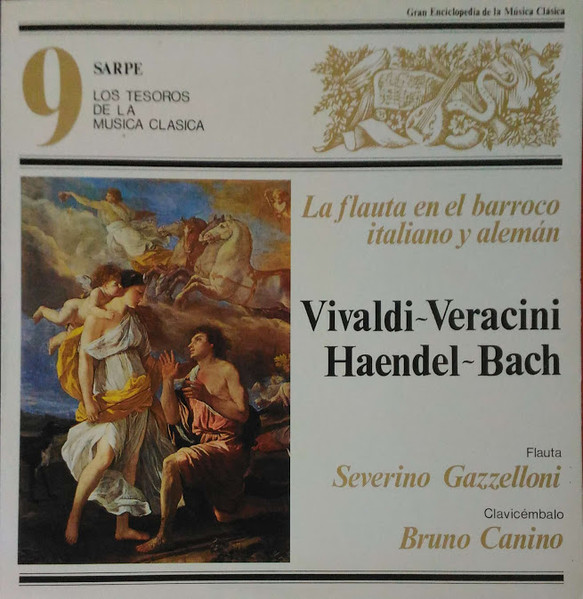 Gran Enciclopedia de la Música Clásica
9
SARPE
LOS TESOROS
DE LA
MUSICA CLASICA
La flauta en el barroco
italiano y alemán
Vivaldi~Veracini
Haendel~Bach
Flauta
Severino Gazzelloni
Clavicémbalo
Bruno Canino